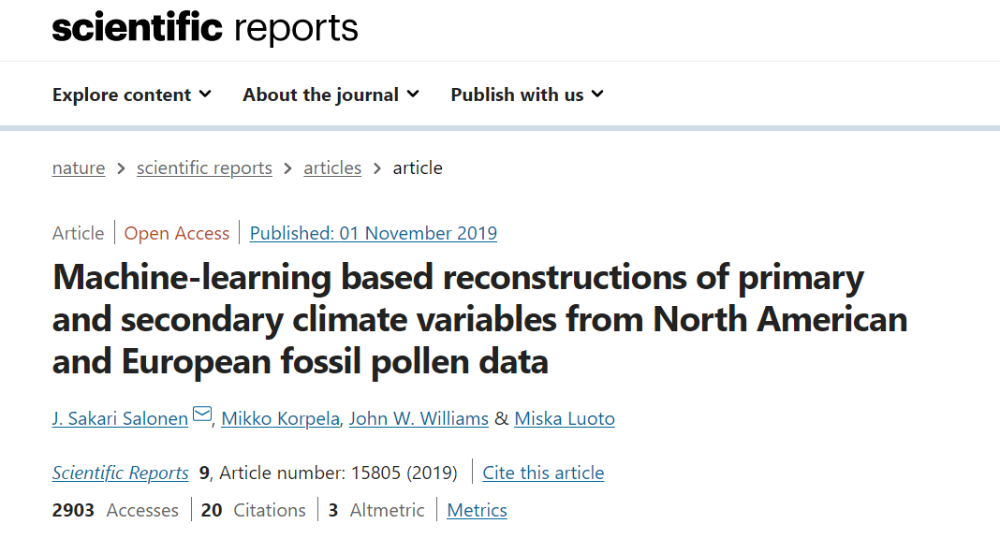 scientific reports
Explore content About the journal Publish with us
nature > scientific reports > articles > article
Article | Open Access | Published: 01 November 2019
Machine-learning based reconstructions of primary
and secondary climate variables from North American
and European fossil pollen data
J. Sakari Salonen, Mikko Korpela, John W. Williams & Miska Luoto
Scientific Reports 9, Article number: 15805 (2019) | Cite this article
2903 Accesses | 20 Citations | 3 Altmetric | Metrics